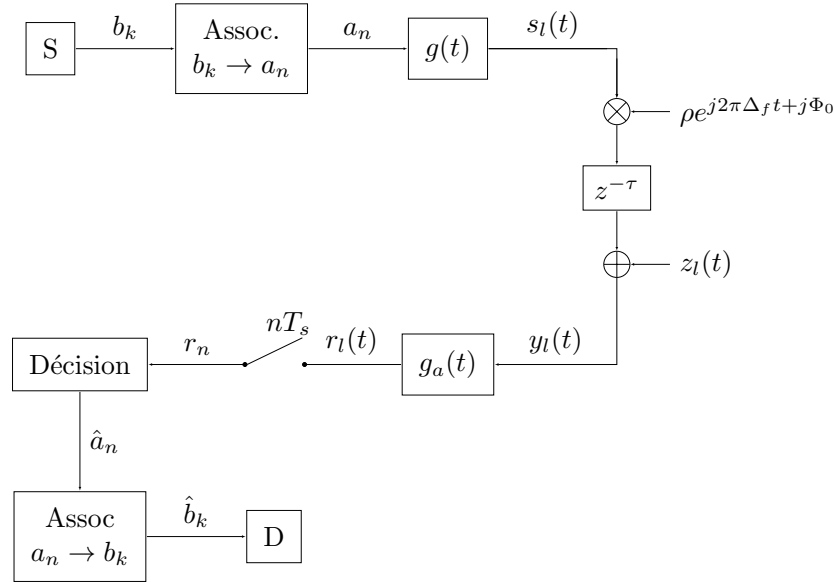 S
b_k
Assoc.
b_k → a_n
a_n
g(t)
s_l(t)
ρe^{j2πΔ_f t+jΦ_0}
z^{−τ}
z_l(t)
y_l(t)
g_a(t)
r_l(t)
nT_s
r_n
Décision
â_n
Assoc
a_n → b_k
b̂_k
D